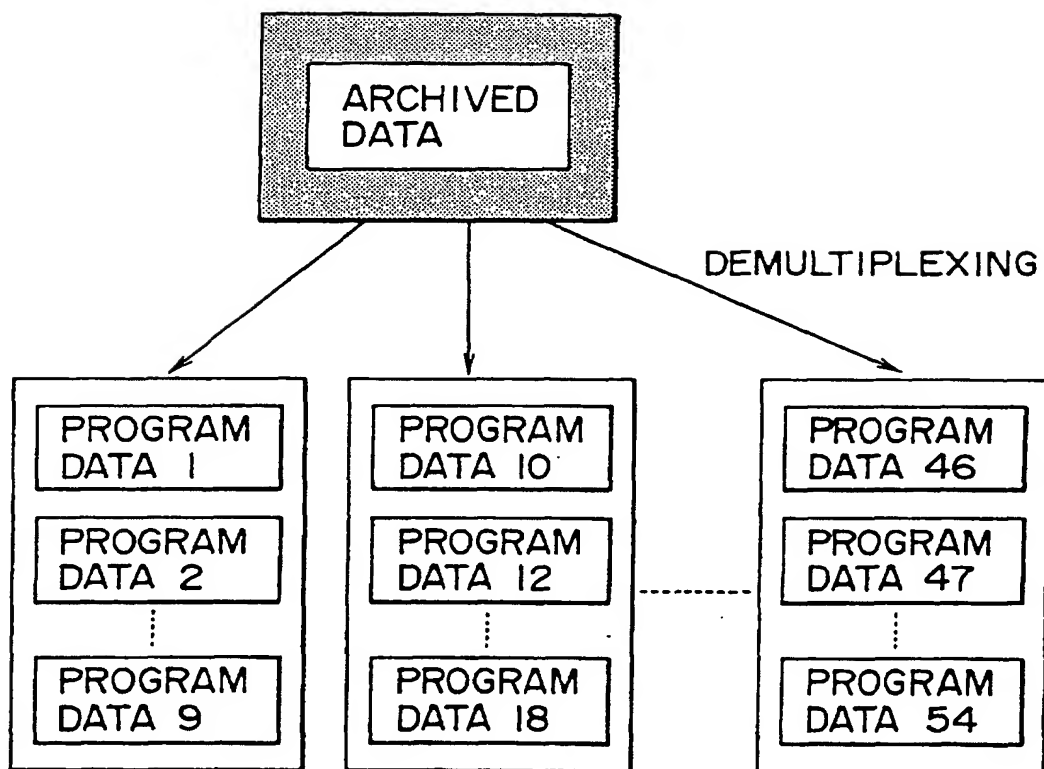 ARCHIVED
DATA
DEMULTIPLEXING
PROGRAM
DATA 1
PROGRAM
DATA 2
PROGRAM
DATA 9
PROGRAM
DATA 10
PROGRAM
DATA 12
PROGRAM
DATA 18
PROGRAM
DATA 46
PROGRAM
DATA 47
PROGRAM
DATA 54